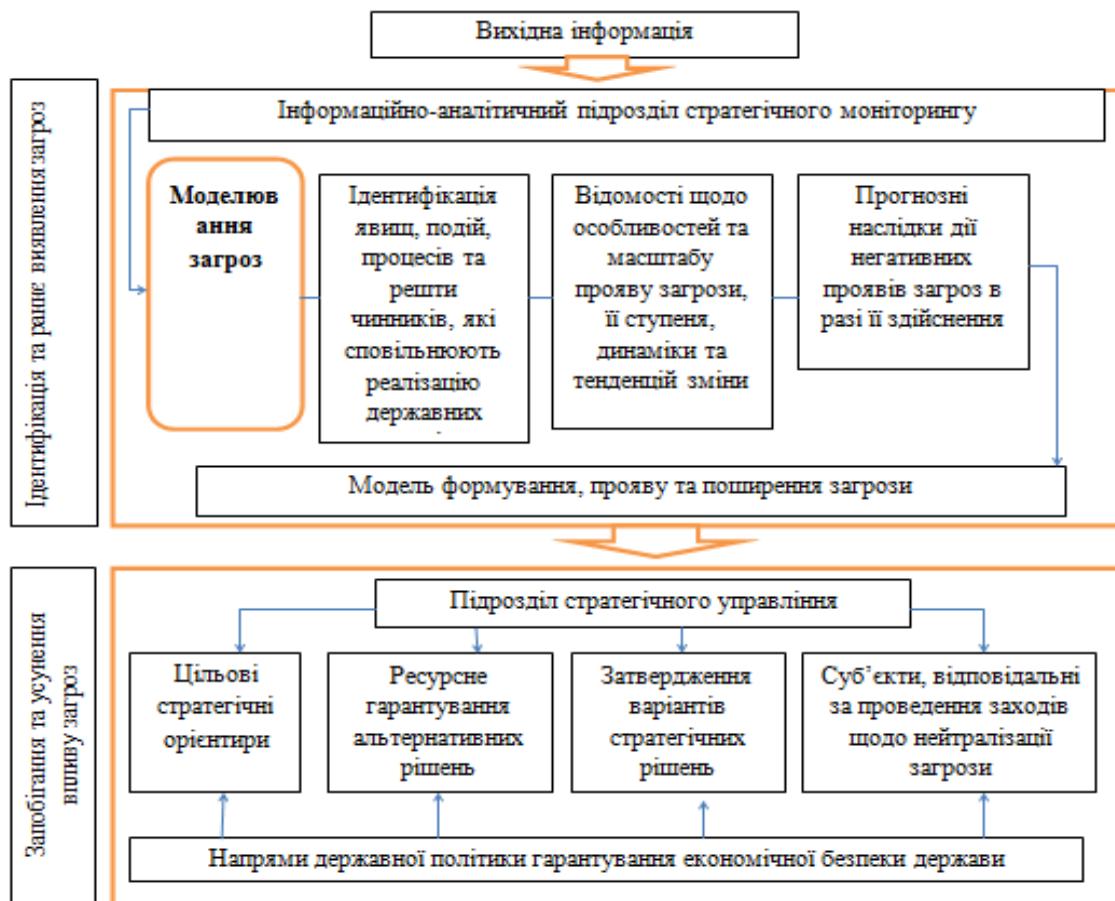 Вихідна інформація
Ідентифікація та раннє виявлення загроз
Інформаційно-аналітичний підрозділ стратегічного моніторингу
Моделюв
ання
загроз
Ідентифікація
явищ, подій,
процесів та
решти
чинників, які
сповільнюють
реалізацію
державних
Відомості щодо
особливостей та
масштабу
прояву загрози,
її ступеня,
динаміки та
тенденцій зміни
Прогнозні
наслідки дії
негативних
проявів загроз в
разі її здійснення
Модель формування, прояву та поширення загрози
Запобігання та усунення
впливу загроз
Підрозділ стратегічного управління
Цільові
стратегічні
орієнтири
Ресурсне
гарантування
альтернативних
рішень
Затвердження
варіантів
стратегічних
рішень
Суб’єкти, відповідальні
за проведення заходів
щодо нейтралізації
загрози
Напрями державної політики гарантування економічної безпеки держави